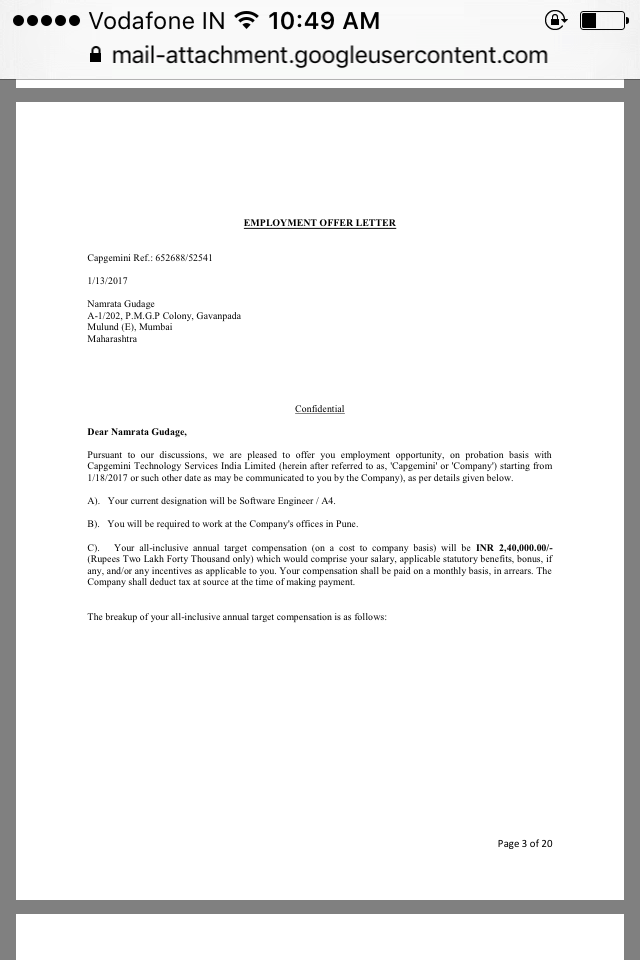 Vodafone IN 10:49 AM
mail-attachment.googleusercontent.com
EMPLOYMENT OFFER LETTER
Capgemini Ref.: 652688/52541
1/13/2017
Namrata Gudage
A-1/202, P.M.G.P Colony, Gavanpada
Mulund (E), Mumbai
Maharashtra
Confidential
Dear Namrata Gudage,
Pursuant to our discussions, we are pleased to offer you employment opportunity, on probation basis with
Capgemini Technology Services India Limited (herein after referred to as, 'Capgemini' or 'Company') starting from
1/18/2017 or such other date as may be communicated to you by the Company), as per details given below.
A). Your current designation will be Software Engineer / A4.
B). You will be required to work at the Company's offices in Pune.
C). Your all-inclusive annual target compensation (on a cost to company basis) will be INR 2,40,000.00/-
(Rupees Two Lakh Forty Thousand only) which would comprise your salary, applicable statutory benefits, bonus, if
any, and/or any incentives as applicable to you. Your compensation shall be paid on a monthly basis, in arrears. The
Company shall deduct tax at source at the time of making payment.
The breakup of your all-inclusive annual target compensation is as follows:
Page 3 of 20